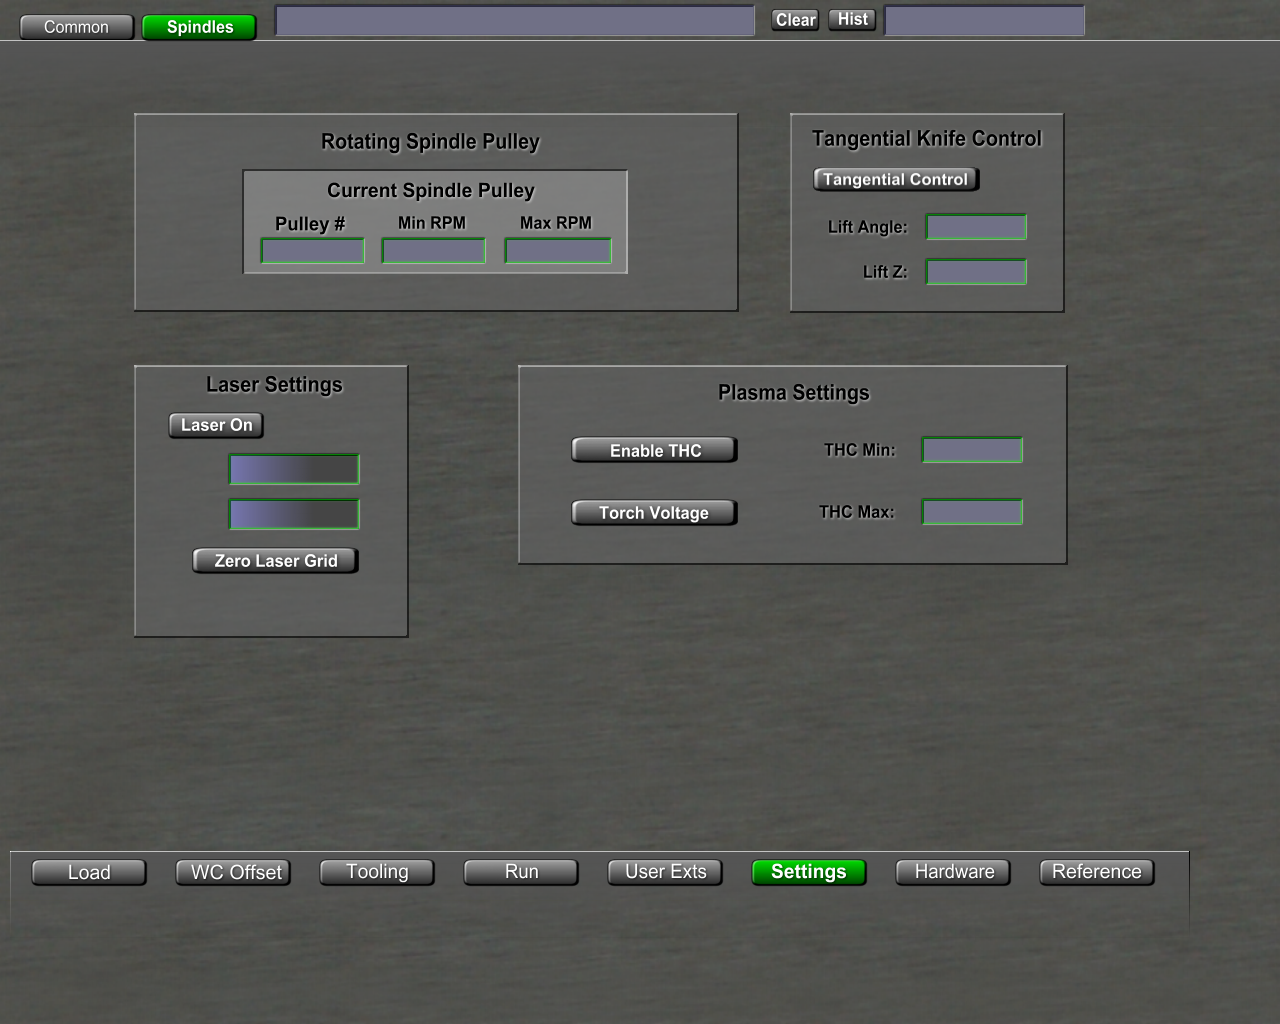 Common
Spindles
Clear
Hist
Rotating Spindle Pulley
Current Spindle Pulley
Pulley #
Min RPM
Max RPM
Tangential Knife Control
Tangential Control
Lift Angle:
Lift Z:
Laser Settings
Laser On
Zero Laser Grid
Plasma Settings
Enable THC
THC Min:
Torch Voltage
THC Max:
Load
WC Offset
Tooling
Run
User Exts
Settings
Hardware
Reference